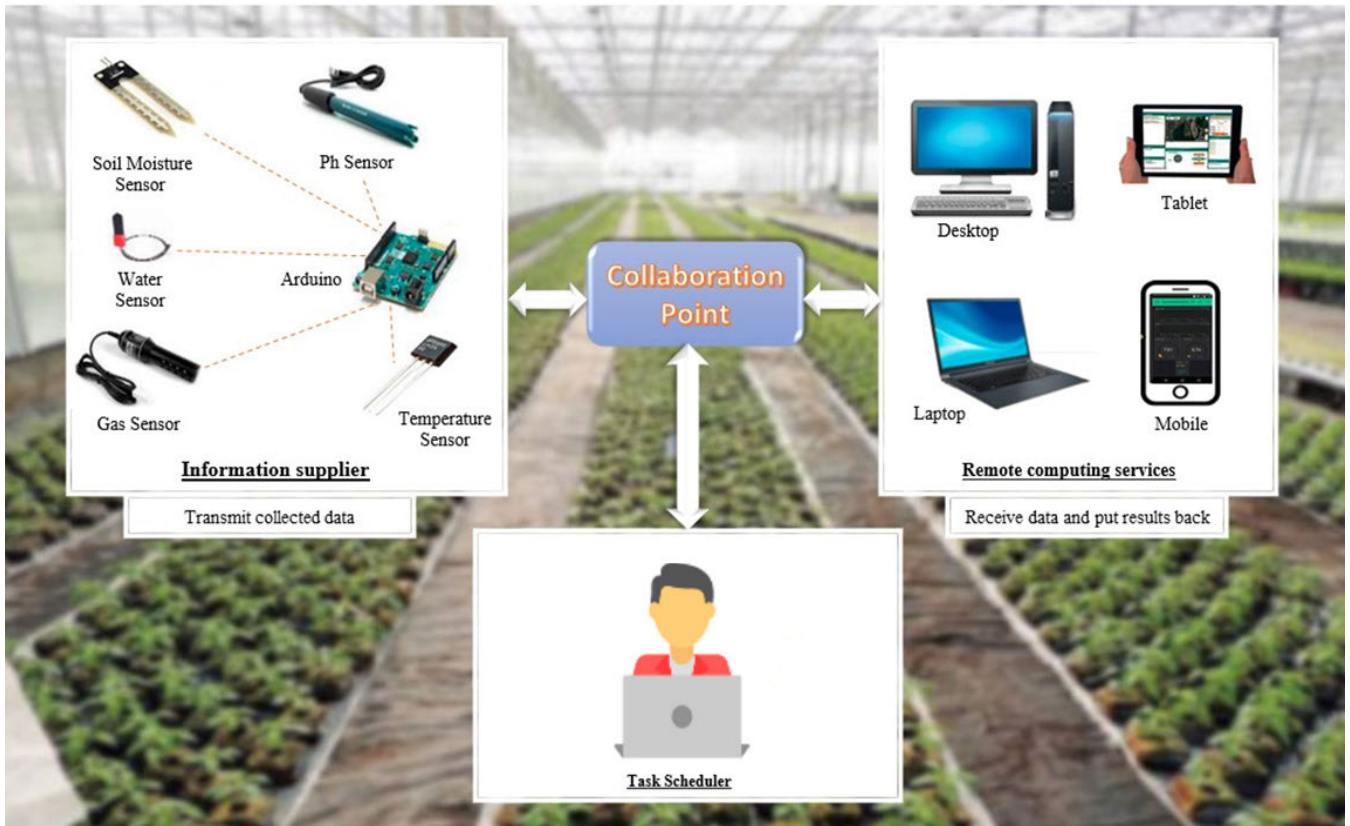 Soil Moisture
Sensor
Ph Sensor
Water
Sensor
Arduino
Gas Sensor
Temperature
Sensor
Information supplier
Transmit collected data
Collaboration
Point
Desktop
Tablet
Laptop
Mobile
Remote computing services
Receive data and put results back
Task Scheduler